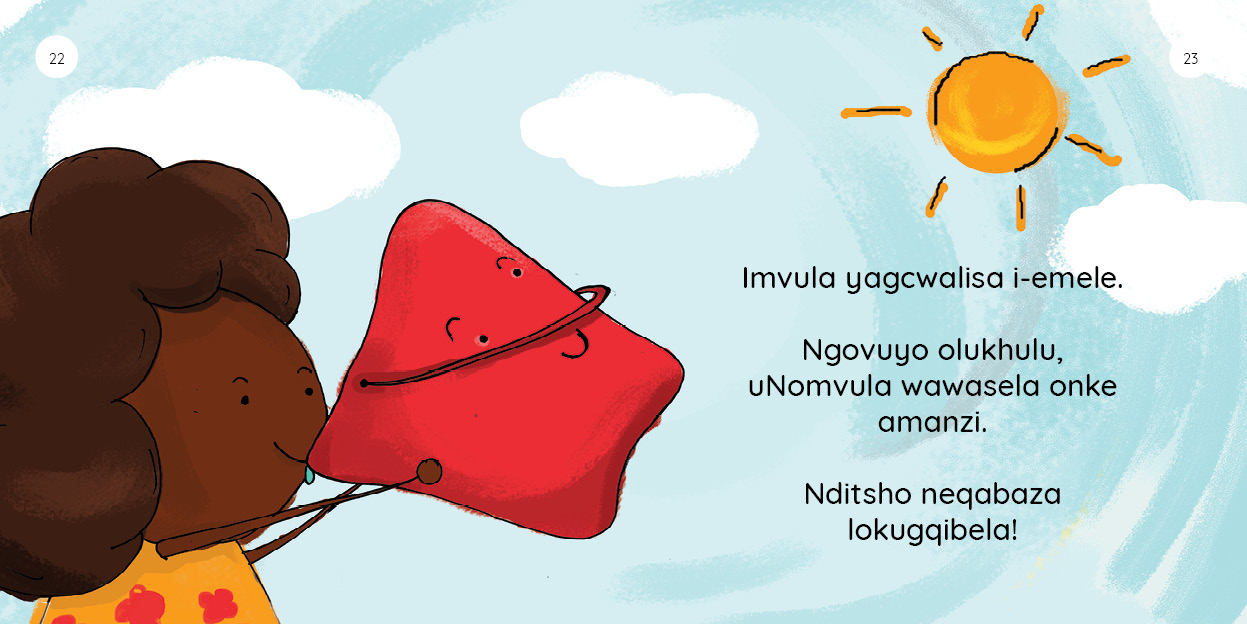 22
23
Imvula yagcwalisa i-emele.
Ngovuyo olukhulu,
uNomvula wawasela onke
amanzi.
Nditsho neqabaza
lokugqibela!